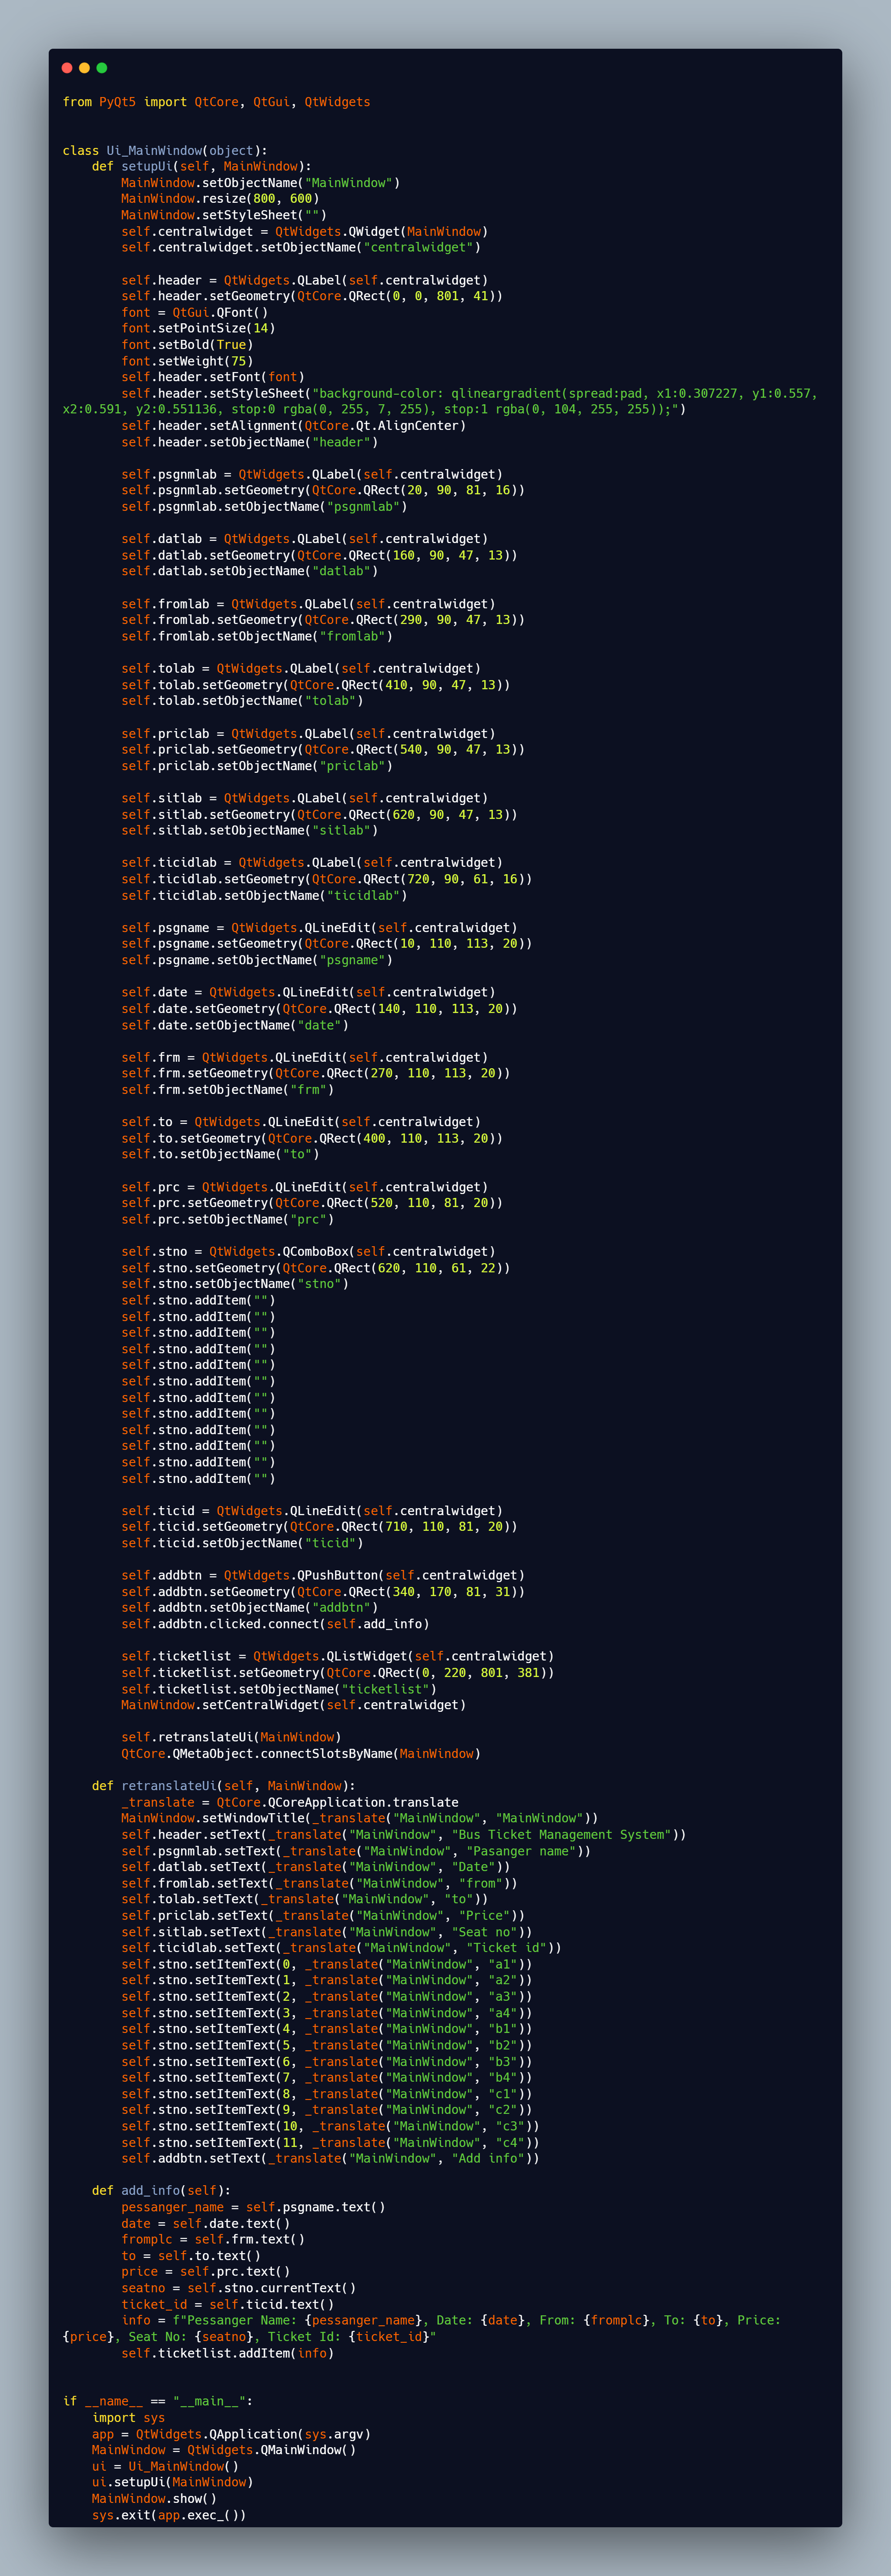 from PyQt5 import QtCore, QtGui, QtWidgets


class Ui_MainWindow(object):
    def setupUi(self, MainWindow):
        MainWindow.setObjectName("MainWindow")
        MainWindow.resize(800, 600)
        MainWindow.setStyleSheet("")
        self.centralwidget = QtWidgets.QWidget(MainWindow)
        self.centralwidget.setObjectName("centralwidget")

        self.header = QtWidgets.QLabel(self.centralwidget)
        self.header.setGeometry(QtCore.QRect(0, 0, 801, 41))
        font = QtGui.QFont()
        font.setPointSize(14)
        font.setBold(True)
        font.setWeight(75)
        self.header.setFont(font)
        self.header.setStyleSheet("background-color: qlineargradient(spread:pad, x1:0.307227, y1:0.557,
x2:0.591, y2:0.551136, stop:0 rgba(0, 255, 7, 255), stop:1 rgba(0, 104, 255, 255));")
        self.header.setAlignment(QtCore.Qt.AlignCenter)
        self.header.setObjectName("header")

        self.psgnmlab = QtWidgets.QLabel(self.centralwidget)
        self.psgnmlab.setGeometry(QtCore.QRect(20, 90, 81, 16))
        self.psgnmlab.setObjectName("psgnmlab")

        self.datlab = QtWidgets.QLabel(self.centralwidget)
        self.datlab.setGeometry(QtCore.QRect(160, 90, 47, 13))
        self.datlab.setObjectName("datlab")

        self.fromlab = QtWidgets.QLabel(self.centralwidget)
        self.fromlab.setGeometry(QtCore.QRect(290, 90, 47, 13))
        self.fromlab.setObjectName("fromlab")

        self.tolab = QtWidgets.QLabel(self.centralwidget)
        self.tolab.setGeometry(QtCore.QRect(410, 90, 47, 13))
        self.tolab.setObjectName("tolab")

        self.priclab = QtWidgets.QLabel(self.centralwidget)
        self.priclab.setGeometry(QtCore.QRect(540, 90, 47, 13))
        self.priclab.setObjectName("priclab")

        self.sitlab = QtWidgets.QLabel(self.centralwidget)
        self.sitlab.setGeometry(QtCore.QRect(620, 90, 47, 13))
        self.sitlab.setObjectName("sitlab")

        self.ticidlab = QtWidgets.QLabel(self.centralwidget)
        self.ticidlab.setGeometry(QtCore.QRect(720, 90, 61, 16))
        self.ticidlab.setObjectName("ticidlab")

        self.psgname = QtWidgets.QLineEdit(self.centralwidget)
        self.psgname.setGeometry(QtCore.QRect(10, 110, 113, 20))
        self.psgname.setObjectName("psgname")

        self.date = QtWidgets.QLineEdit(self.centralwidget)
        self.date.setGeometry(QtCore.QRect(140, 110, 113, 20))
        self.date.setObjectName("date")

        self.frm = QtWidgets.QLineEdit(self.centralwidget)
        self.frm.setGeometry(QtCore.QRect(270, 110, 113, 20))
        self.frm.setObjectName("frm")

        self.to = QtWidgets.QLineEdit(self.centralwidget)
        self.to.setGeometry(QtCore.QRect(400, 110, 113, 20))
        self.to.setObjectName("to")

        self.prc = QtWidgets.QLineEdit(self.centralwidget)
        self.prc.setGeometry(QtCore.QRect(520, 110, 81, 20))
        self.prc.setObjectName("prc")

        self.stno = QtWidgets.QComboBox(self.centralwidget)
        self.stno.setGeometry(QtCore.QRect(620, 110, 61, 22))
        self.stno.setObjectName("stno")
        self.stno.addItem("")
        self.stno.addItem("")
        self.stno.addItem("")
        self.stno.addItem("")
        self.stno.addItem("")
        self.stno.addItem("")
        self.stno.addItem("")
        self.stno.addItem("")
        self.stno.addItem("")
        self.stno.addItem("")
        self.stno.addItem("")
        self.stno.addItem("")

        self.ticid = QtWidgets.QLineEdit(self.centralwidget)
        self.ticid.setGeometry(QtCore.QRect(710, 110, 81, 20))
        self.ticid.setObjectName("ticid")

        self.addbtn = QtWidgets.QPushButton(self.centralwidget)
        self.addbtn.setGeometry(QtCore.QRect(340, 170, 81, 31))
        self.addbtn.setObjectName("addbtn")
        self.addbtn.clicked.connect(self.add_info)

        self.ticketlist = QtWidgets.QListWidget(self.centralwidget)
        self.ticketlist.setGeometry(QtCore.QRect(0, 220, 801, 381))
        self.ticketlist.setObjectName("ticketlist")
        MainWindow.setCentralWidget(self.centralwidget)

        self.retranslateUi(MainWindow)
        QtCore.QMetaObject.connectSlotsByName(MainWindow)

    def retranslateUi(self, MainWindow):
        _translate = QtCore.QCoreApplication.translate
        MainWindow.setWindowTitle(_translate("MainWindow", "MainWindow"))
        self.header.setText(_translate("MainWindow", "Bus Ticket Management System"))
        self.psgnmlab.setText(_translate("MainWindow", "Pasanger name"))
        self.datlab.setText(_translate("MainWindow", "Date"))
        self.fromlab.setText(_translate("MainWindow", "from"))
        self.tolab.setText(_translate("MainWindow", "to"))
        self.priclab.setText(_translate("MainWindow", "Price"))
        self.sitlab.setText(_translate("MainWindow", "Seat no"))
        self.ticidlab.setText(_translate("MainWindow", "Ticket id"))
        self.stno.setItemText(0, _translate("MainWindow", "a1"))
        self.stno.setItemText(1, _translate("MainWindow", "a2"))
        self.stno.setItemText(2, _translate("MainWindow", "a3"))
        self.stno.setItemText(3, _translate("MainWindow", "a4"))
        self.stno.setItemText(4, _translate("MainWindow", "b1"))
        self.stno.setItemText(5, _translate("MainWindow", "b2"))
        self.stno.setItemText(6, _translate("MainWindow", "b3"))
        self.stno.setItemText(7, _translate("MainWindow", "b4"))
        self.stno.setItemText(8, _translate("MainWindow", "c1"))
        self.stno.setItemText(9, _translate("MainWindow", "c2"))
        self.stno.setItemText(10, _translate("MainWindow", "c3"))
        self.stno.setItemText(11, _translate("MainWindow", "c4"))
        self.addbtn.setText(_translate("MainWindow", "Add info"))

    def add_info(self):
        pessanger_name = self.psgname.text()
        date = self.date.text()
        fromplc = self.frm.text()
        to = self.to.text()
        price = self.prc.text()
        seatno = self.stno.currentText()
        ticket_id = self.ticid.text()
        info = f"Pessanger Name: {pessanger_name}, Date: {date}, From: {fromplc}, To: {to}, Price:
{price}, Seat No: {seatno}, Ticket Id: {ticket_id}"
        self.ticketlist.addItem(info)


if __name__ == "__main__":
    import sys
    app = QtWidgets.QApplication(sys.argv)
    MainWindow = QtWidgets.QMainWindow()
    ui = Ui_MainWindow()
    ui.setupUi(MainWindow)
    MainWindow.show()
    sys.exit(app.exec_())